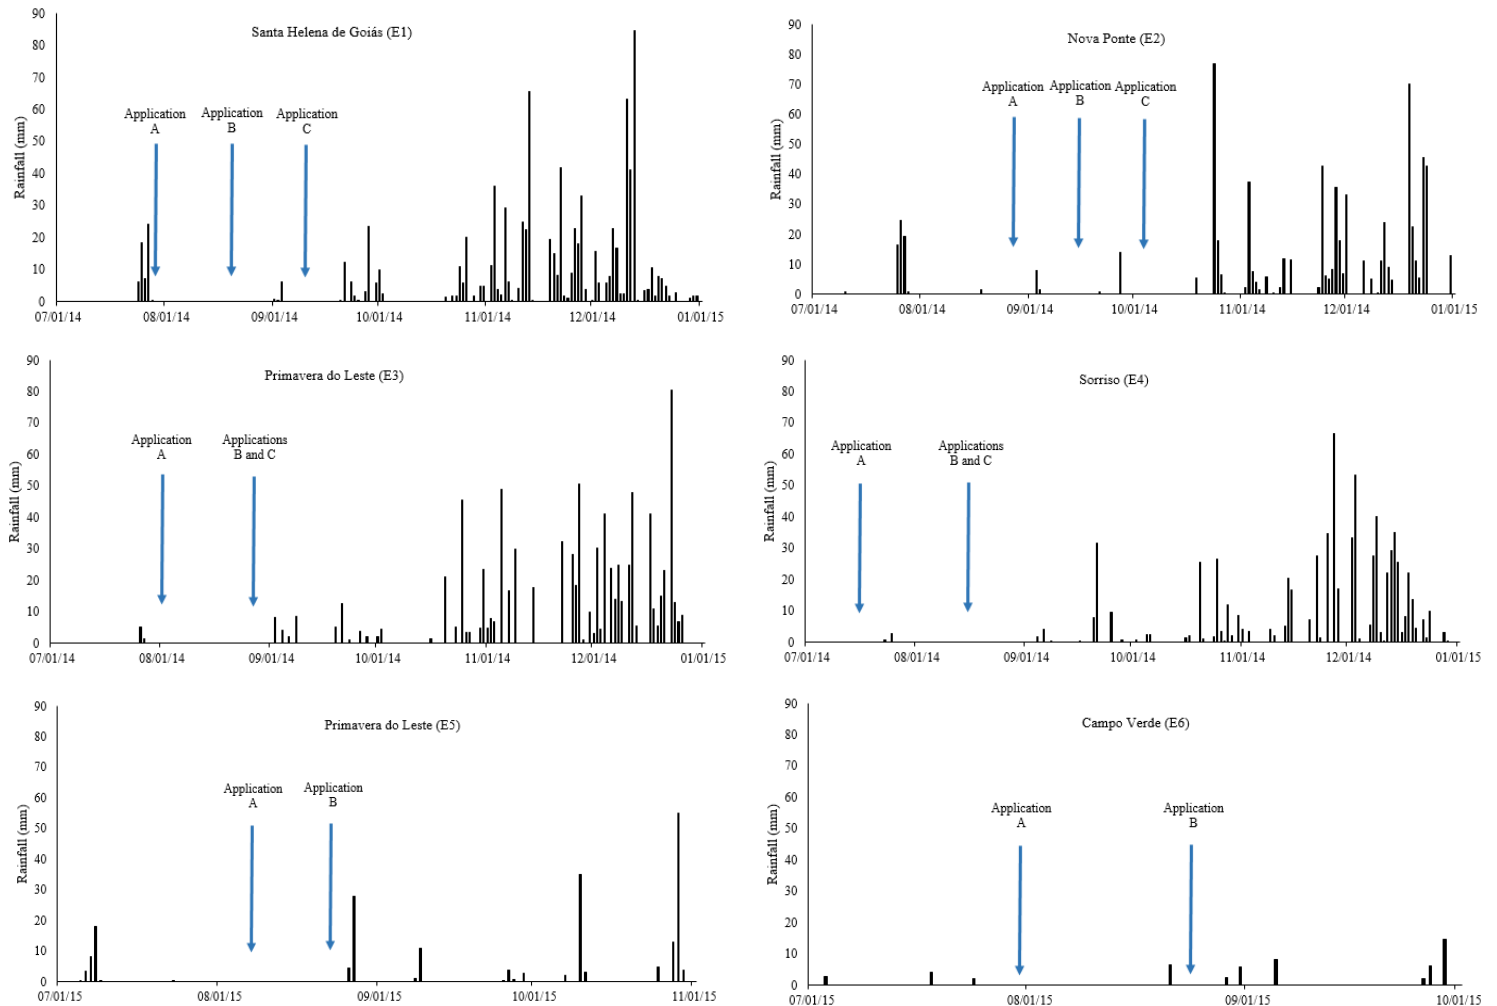 Santa Helena de Goiás (E1)
Rainfall (mm)
90
80
70
60
50
40
30
20
10
0
Application
A
Application
B
Application
C
07/01/14
08/01/14
09/01/14
10/01/14
11/01/14
12/01/14
01/01/15
Nova Ponte (E2)
Rainfall (mm)
90
80
70
60
50
40
30
20
10
0
Application
A
Application
B
Application
C
07/01/14
08/01/14
09/01/14
10/01/14
11/01/14
12/01/14
01/01/15
Primavera do Leste (E3)
Rainfall (mm)
90
80
70
60
50
40
30
20
10
0
Application
A
Applications
B and C
07/01/14
08/01/14
09/01/14
10/01/14
11/01/14
12/01/14
01/01/15
Sorriso (E4)
Rainfall (mm)
90
80
70
60
50
40
30
20
10
0
Application
A
Applications
B and C
07/01/14
08/01/14
09/01/14
10/01/14
11/01/14
12/01/14
01/01/15
Primavera do Leste (E5)
Rainfall (mm)
90
80
70
60
50
40
30
20
10
0
Application
A
Application
B
07/01/15
08/01/15
09/01/15
10/01/15
11/01/15
Campo Verde (E6)
Rainfall (mm)
90
80
70
60
50
40
30
20
10
0
Application
A
Application
B
07/01/15
08/01/15
09/01/15
10/01/15